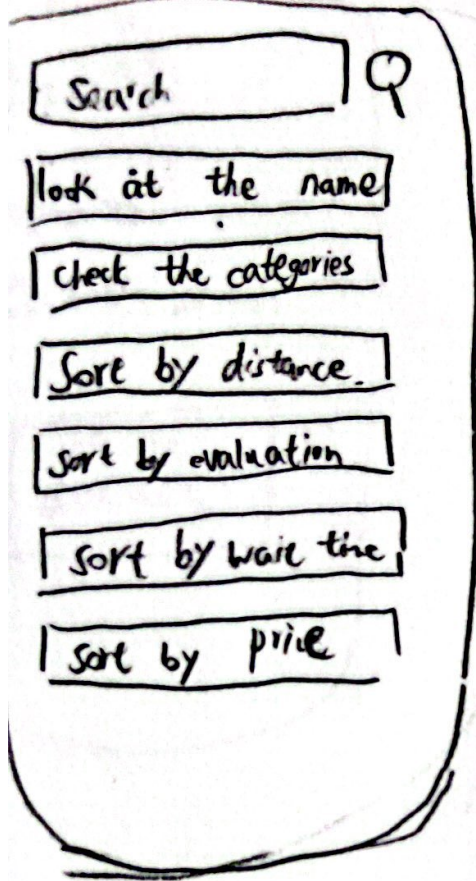 Search
look at the name
check the categories
Sort by distance.
sort by evaluation
sort by wait time
sort by price